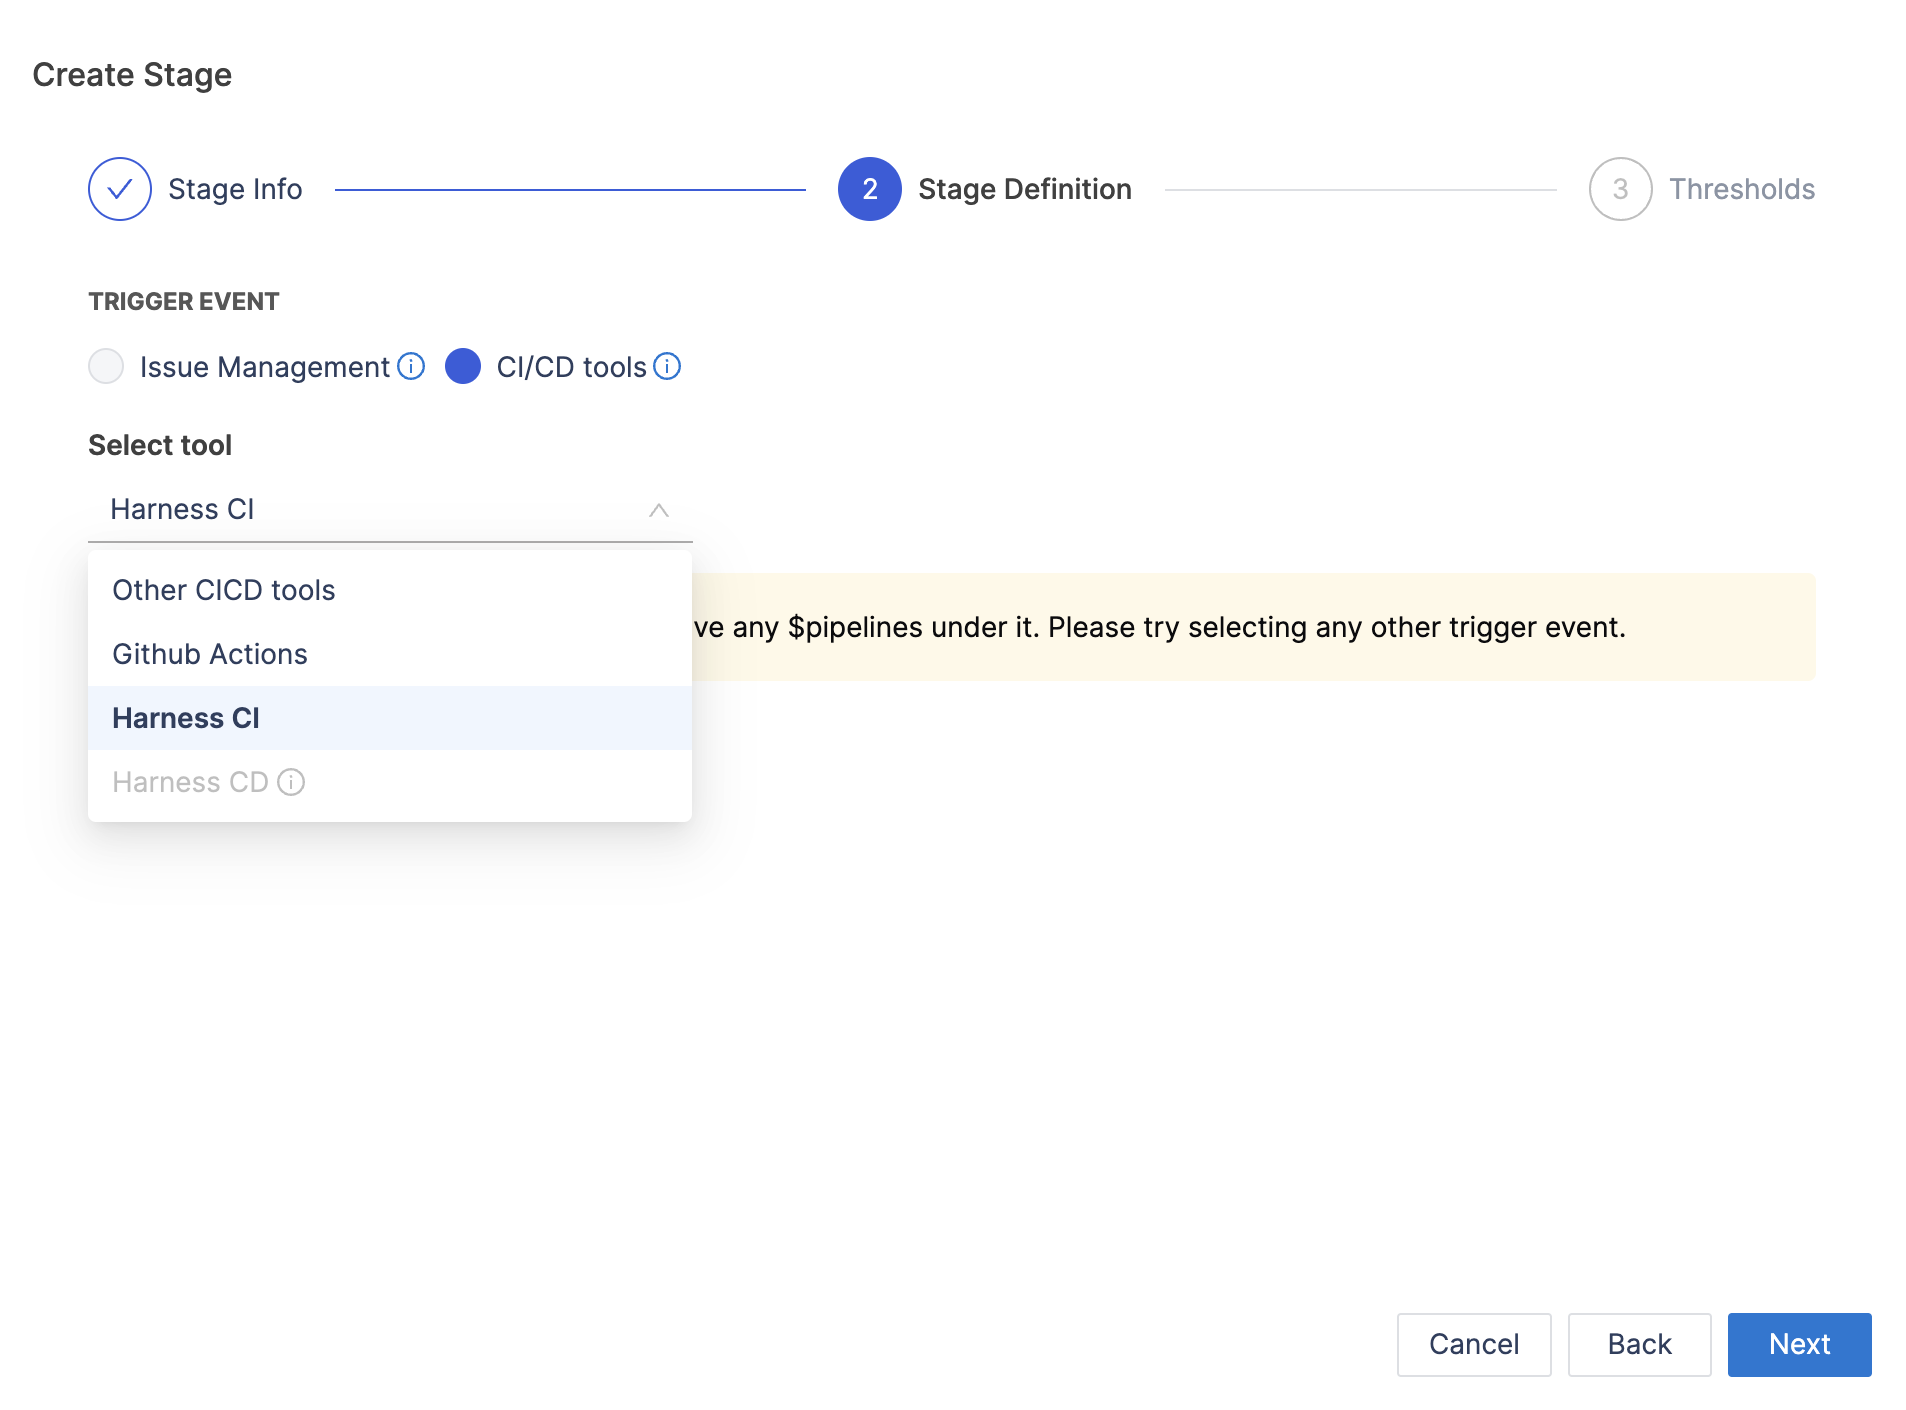 Create Stage
Stage Info
2 Stage Definition
3 Thresholds
TRIGGER EVENT
Issue Management CI/CD tools
Select tool
Harness CI
Other CICD tools
any $pipelines under it. Please try selecting any other trigger event.
Github Actions
Harness CI
Harness CD
Cancel Back Next